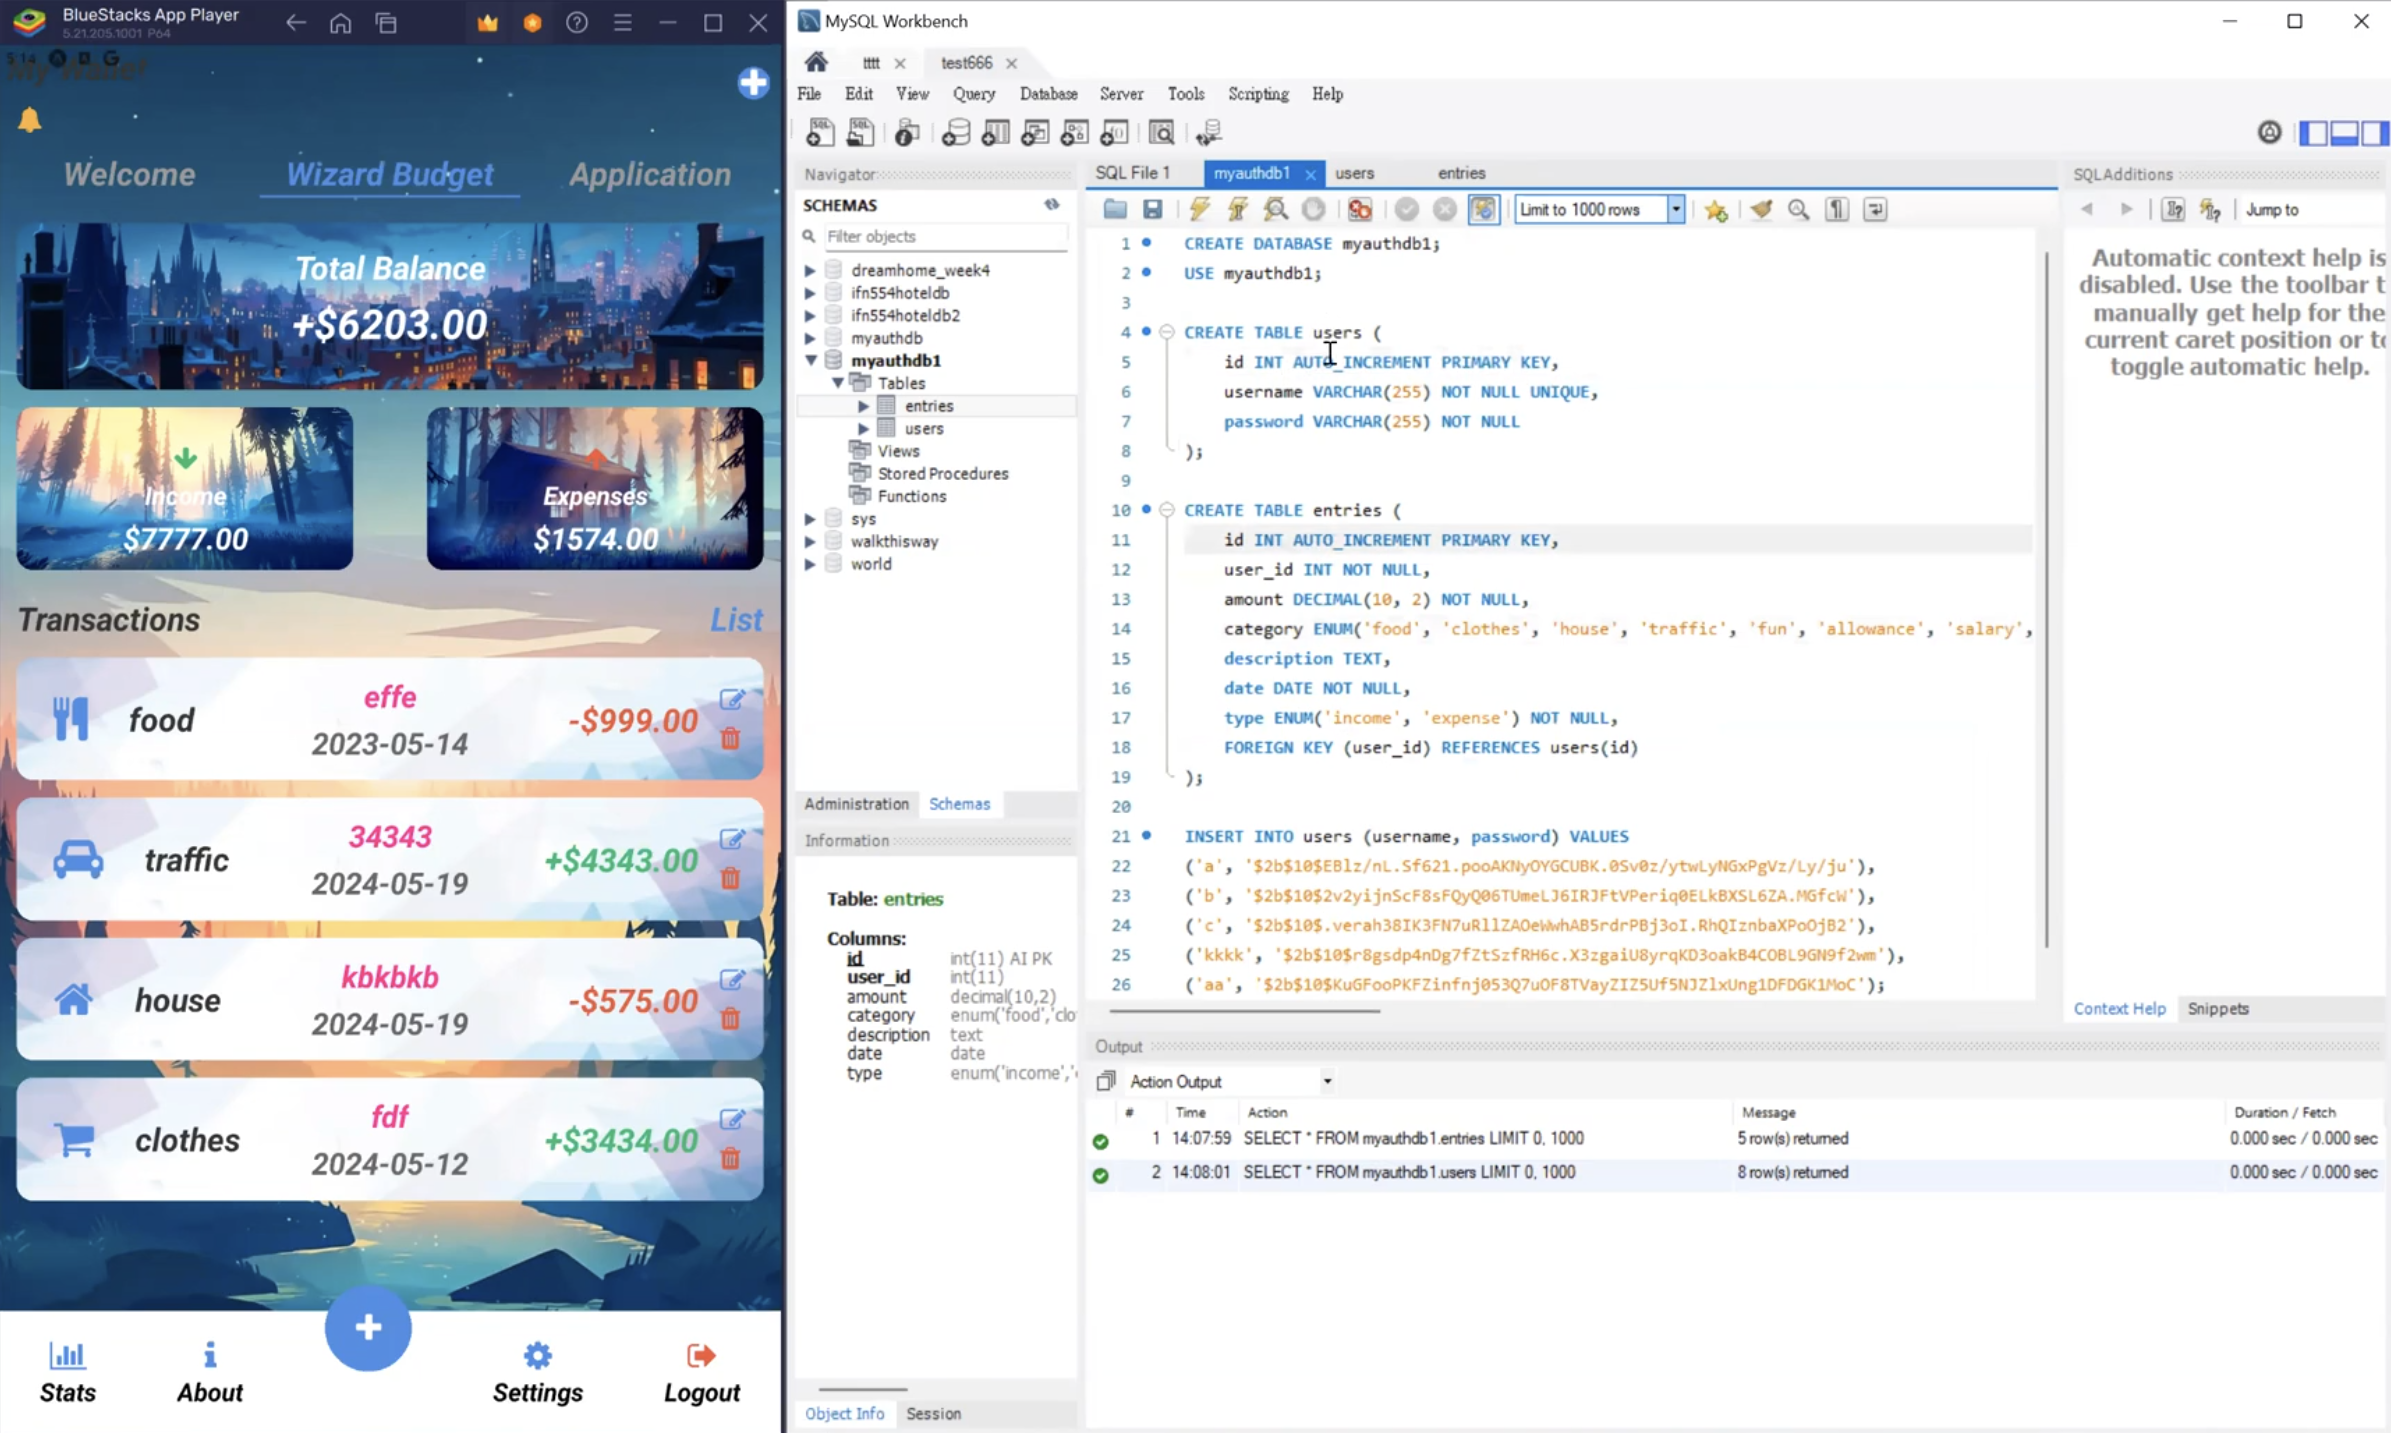 BlueStacks App Player
5.21.205.1001 P64
5:14
My Wallet
Welcome
Wizard Budget
Application
Total Balance
+$6203.00
Income
$7777.00
Expenses
$1574.00
Transactions
List
food
effe
2023-05-14
-$999.00
traffic
34343
2024-05-19
+$4343.00
house
kbkbkb
2024-05-19
-$575.00
clothes
fdf
2024-05-12
+$3434.00
Stats
About
Settings
Logout
MySQL Workbench
tttt
test666
File Edit View Query Database Server Tools Scripting Help
Navigator
SCHEMAS
Filter objects
dreamhome_week4
ifn554hoteldb
ifn554hoteldb2
myauthdb
myauthdb1
Tables
entries
users
Views
Stored Procedures
Functions
sys
walkthisway
world
Administration Schemas
Information
Table: entries
Columns:
id int(11) AI PK
user_id int(11)
amount decimal(10,2)
category enum('food','clo
description text
date date
type enum('income','
Object Info Session
SQL File 1 myauthdb1 users entries
Limit to 1000 rows
1 CREATE DATABASE myauthdb1;
2 USE myauthdb1;
3
4 CREATE TABLE users (
5 id INT AUTO_INCREMENT PRIMARY KEY,
6 username VARCHAR(255) NOT NULL UNIQUE,
7 password VARCHAR(255) NOT NULL
8 );
9
10 CREATE TABLE entries (
11 id INT AUTO_INCREMENT PRIMARY KEY,
12 user_id INT NOT NULL,
13 amount DECIMAL(10, 2) NOT NULL,
14 category ENUM('food', 'clothes', 'house', 'traffic', 'fun', 'allowance', 'salary',
15 description TEXT,
16 date DATE NOT NULL,
17 type ENUM('income', 'expense') NOT NULL,
18 FOREIGN KEY (user_id) REFERENCES users(id)
19 );
20
21 INSERT INTO users (username, password) VALUES
22 ('a', '$2b$10$EBlz/nL.Sf621.pooAKNyOYGCUBK.0Sv0z/ytwLyNGxPgVz/Ly/ju'),
23 ('b', '$2b$10$2v2yijnScF8sFQyQ06TUmeLJ6IRJFtVPeriq0ELkBXSL6ZA.MGfcW'),
24 ('c', '$2b$10$.verah38IK3FN7uRllZAOeWwhAB5rdrPBj3oI.RhQIznbaXPoOjB2'),
25 ('kkkk', '$2b$10$r8gsdp4nDg7fZtSzfRH6c.X3zgaiU8yrqKD3oakB4COBL9GN9f2wm'),
26 ('aa', '$2b$10$KuGFooPKFZinfnj053Q7uOF8TVayZIZ5Uf5NJZlxUng1DFDGK1MoC');
SQLAdditions
Jump to
Automatic context help is
disabled. Use the toolbar t
manually get help for the
current caret position or to
toggle automatic help.
Context Help Snippets
Output
Action Output
# Time Action Message Duration / Fetch
1 14:07:59 SELECT * FROM myauthdb1.entries LIMIT 0, 1000 5 row(s) returned 0.000 sec / 0.000 sec
2 14:08:01 SELECT * FROM myauthdb1.users LIMIT 0, 1000 8 row(s) returned 0.000 sec / 0.000 sec